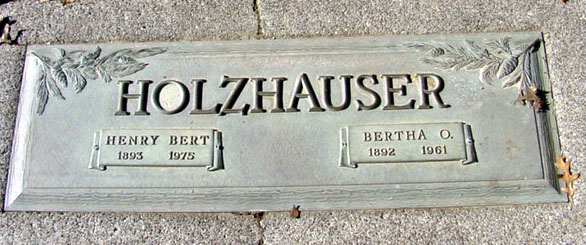 HOLZHAUSER
HENRY BERT
1893 1975
BERTHA O.
1892 1961